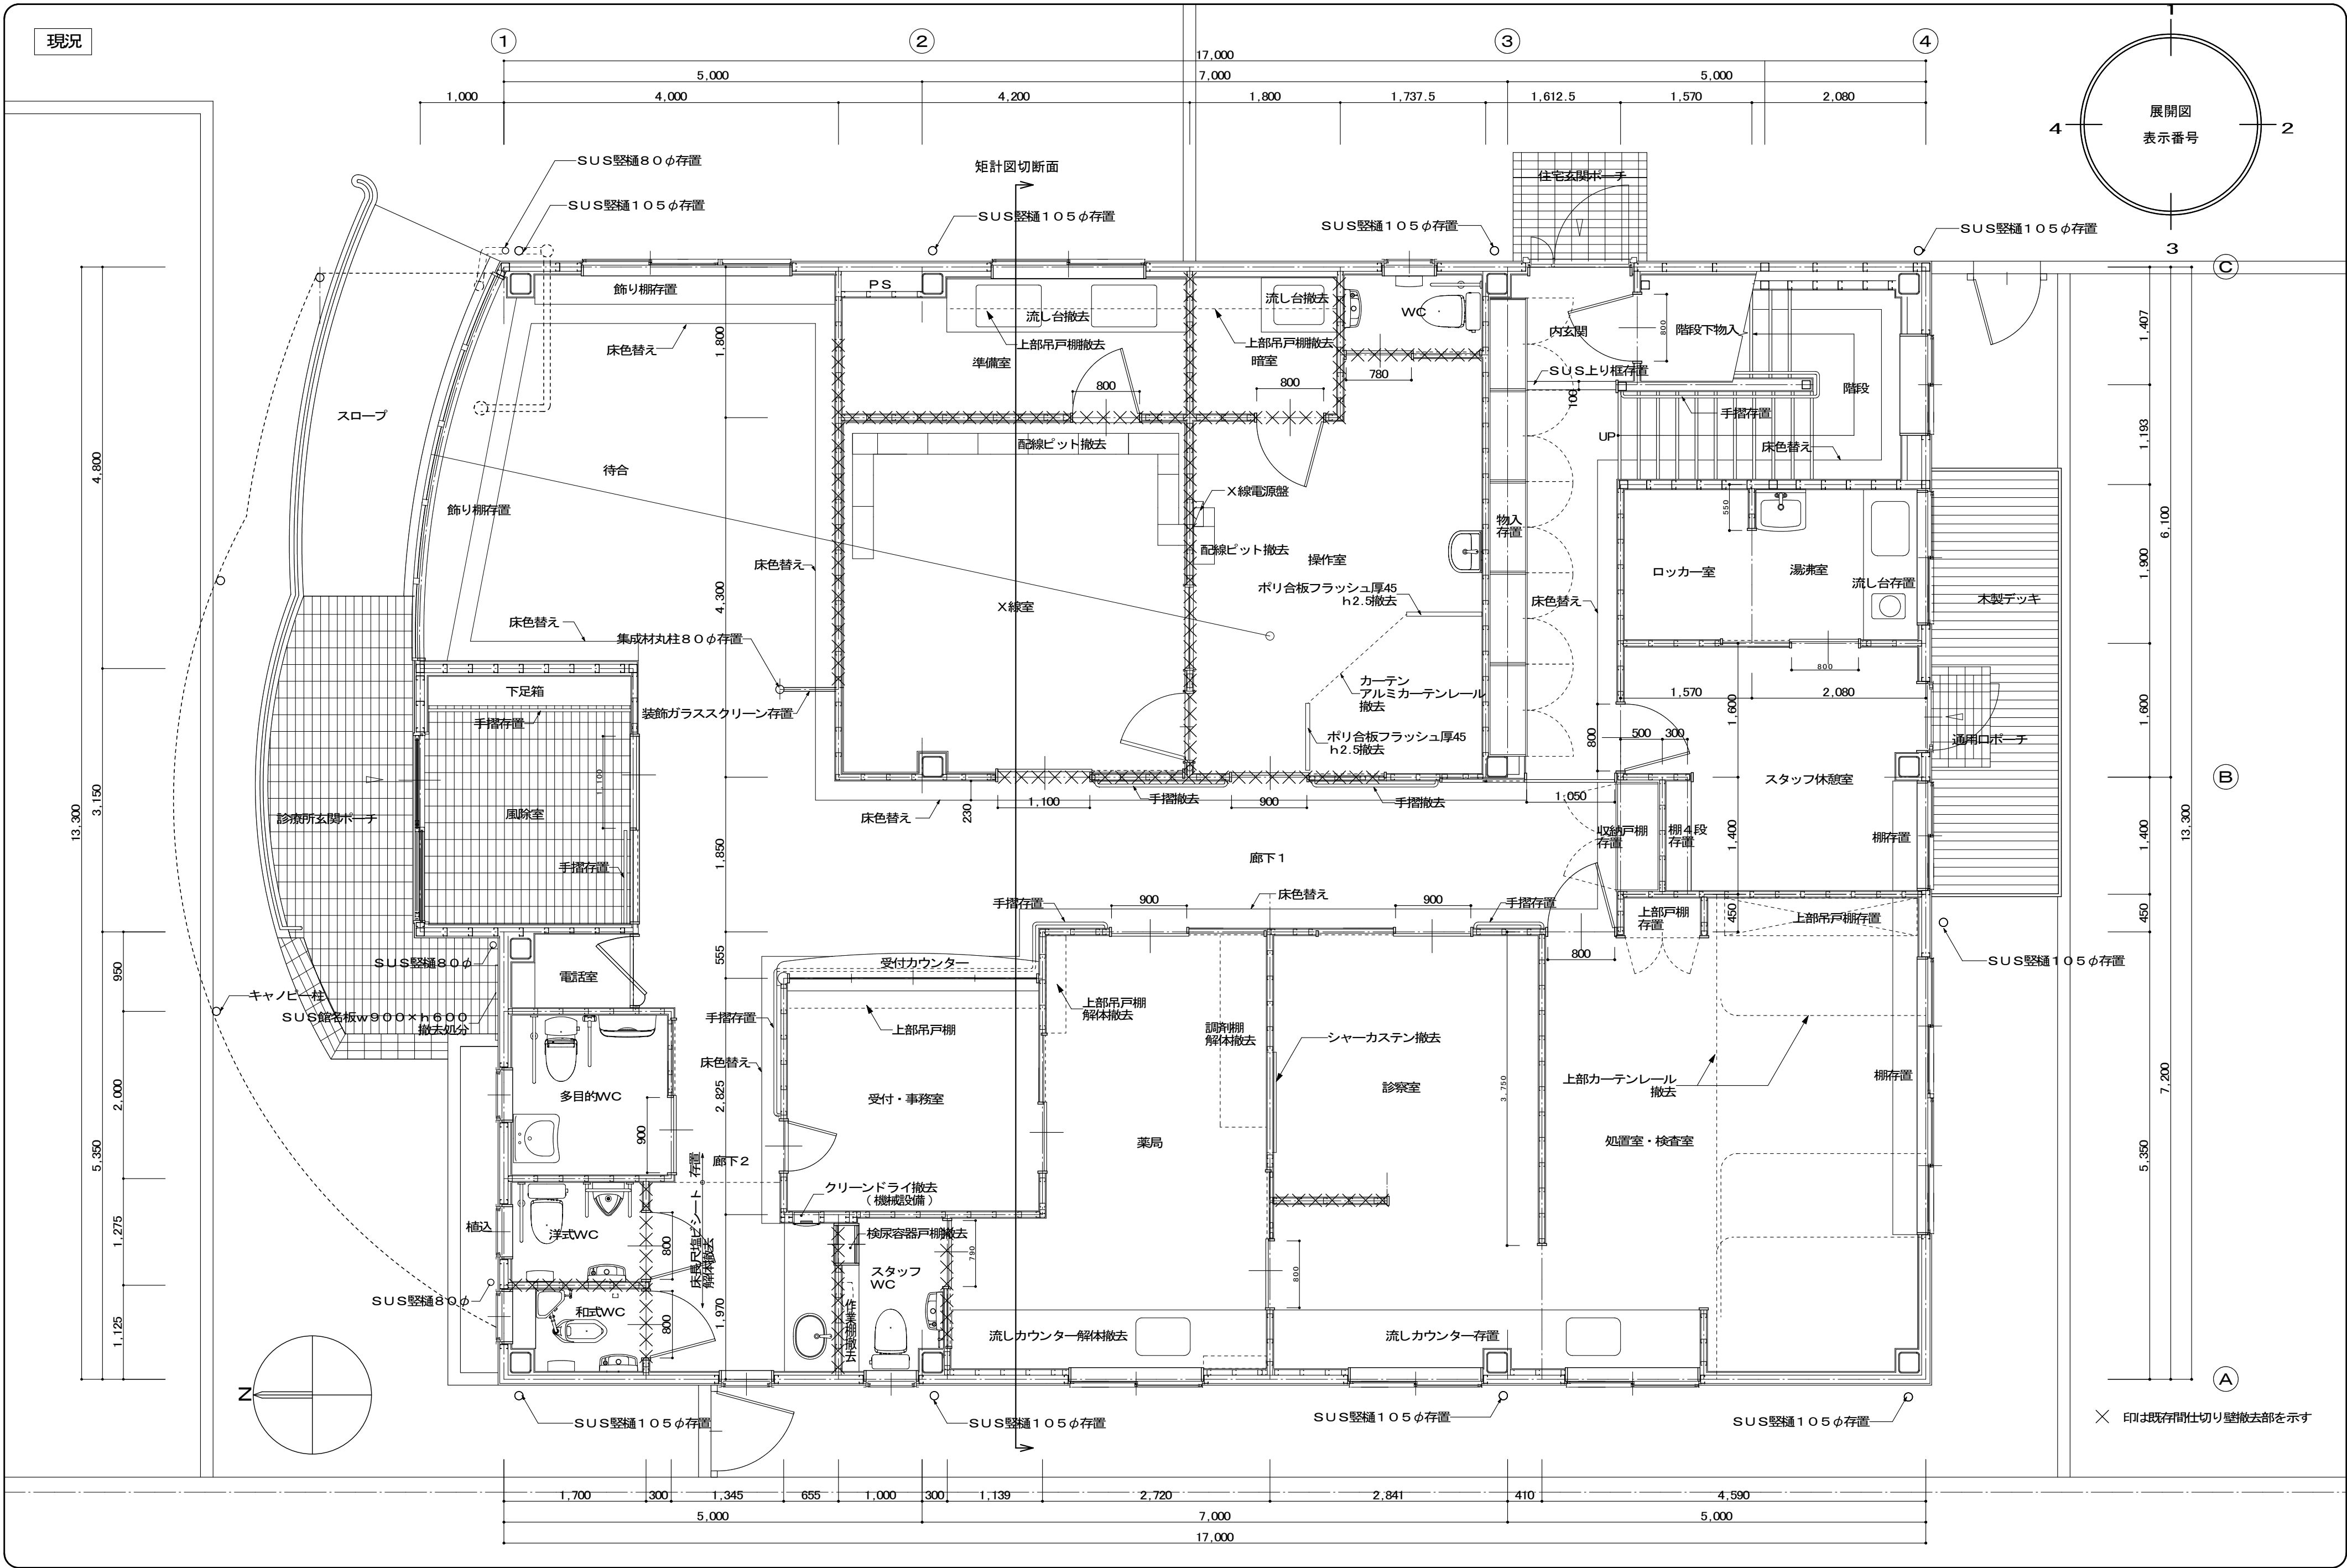 現況
①
②
③
④
17,000
5,000
7,000
5,000
1,000
4,000
4,200
1,800
1,737.5
1,612.5
1,570
2,080
1
展開図
表示番号
4
2
3
ＳＵＳ竪樋８０φ存置
ＳＵＳ竪樋１０５φ存置
矩計図切断面
ＳＵＳ竪樋１０５φ存置
ＳＵＳ竪樋１０５φ存置
住宅玄関ポーチ
ＳＵＳ竪樋１０５φ存置
Ⓒ
飾り棚存置
ＰＳ
流し台撤去
上部吊戸棚撤去
準備室
800
流し台撤去
上部吊戸棚撤去
暗室
800
WC
780
内玄関
800
階段下物入
ＳＵＳ上り框存置
100
階段
手摺存置
UP
床色替え
床色替え
1,800
スロープ
待合
飾り棚存置
床色替え
4,300
床色替え
集成材丸柱８０φ存置
装飾ガラススクリーン存置
配線ピット撤去
Ｘ線室
Ｘ線電源盤
配線ピット撤去
操作室
ポリ合板フラッシュ厚45
ｈ2.5撤去
カーテン
アルミカーテンレール
撤去
ポリ合板フラッシュ厚45
ｈ2.5撤去
物入
存置
床色替え
550
ロッカー室
湯沸室
流し台存置
木製デッキ
800
1,570
2,080
1,600
800
500
300
通用口ポーチ
スタッフ休憩室
4,800
3,150
13,300
950
2,000
5,350
1,275
1,125
1,407
1,193
1,900
6,100
1,600
Ⓑ
1,400
13,300
450
7,200
5,350
Ⓐ
下足箱
手摺存置
1,100
診療所玄関ポーチ
風除室
手摺存置
1,850
床色替え
230
1,100
手摺撤去
900
手摺撤去
1,050
収納戸棚
存置
棚４段
存置
1,400
棚存置
廊下１
床色替え
手摺存置
900
900
手摺存置
800
上部戸棚
存置
450
上部吊戸棚存置
ＳＵＳ竪樋１０５φ存置
555
ＳＵＳ竪樋８０φ
電話室
キャノピー柱
ＳＵＳ館名板ｗ９００×ｈ６００
撤去処分
受付カウンター
手摺存置
上部吊戸棚
床色替え
2,825
受付・事務室
上部吊戸棚
解体撤去
調剤棚
解体撤去
薬局
シャーカステン撤去
診察室
3,750
上部カーテンレール
撤去
処置室・検査室
棚存置
多目的WC
900
廊下２
床長尺塩ビシート 存置
解体撤去
クリーンドライ撤去
（機械設備）
植込
洋式WC
800
検尿容器戸棚撤去
790
スタッフ
WC
作業棚撤去
800
ＳＵＳ竪樋８０φ
和式WC
800
1,970
流しカウンター解体撤去
流しカウンター存置
Z
ＳＵＳ竪樋１０５φ存置
ＳＵＳ竪樋１０５φ存置
ＳＵＳ竪樋１０５φ存置
ＳＵＳ竪樋１０５φ存置
× 印は既存間仕切り壁撤去部を示す
1,700
300
1,345
655
1,000
300
1,139
2,720
2,841
410
4,590
5,000
7,000
5,000
17,000